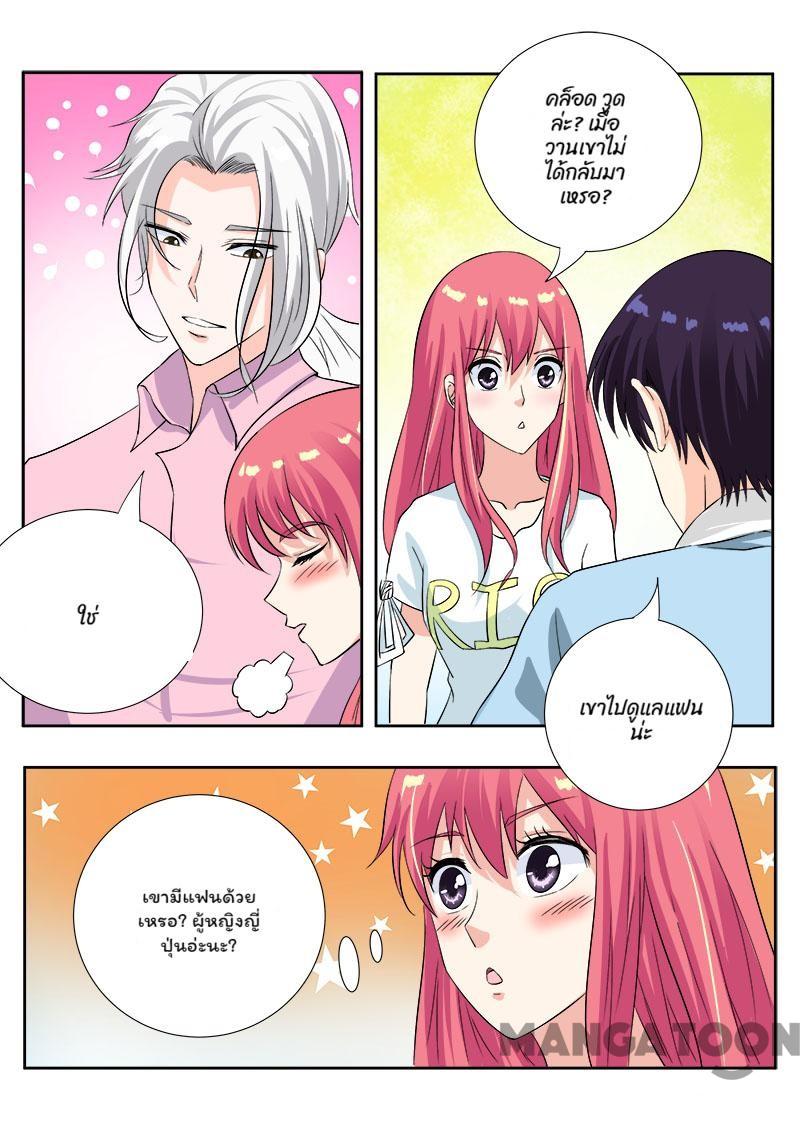 ใช่
คล็อด วูด
ล่ะ? เมื่อ
วานเขาไม่
ได้กลับมา
เหรอ?
RIO
เขาไปดูแลแฟน
น่ะ
เขามีแฟนด้วย
เหรอ? ผู้หญิงญี่
ปุ่นอ่ะนะ?
MANGATOON